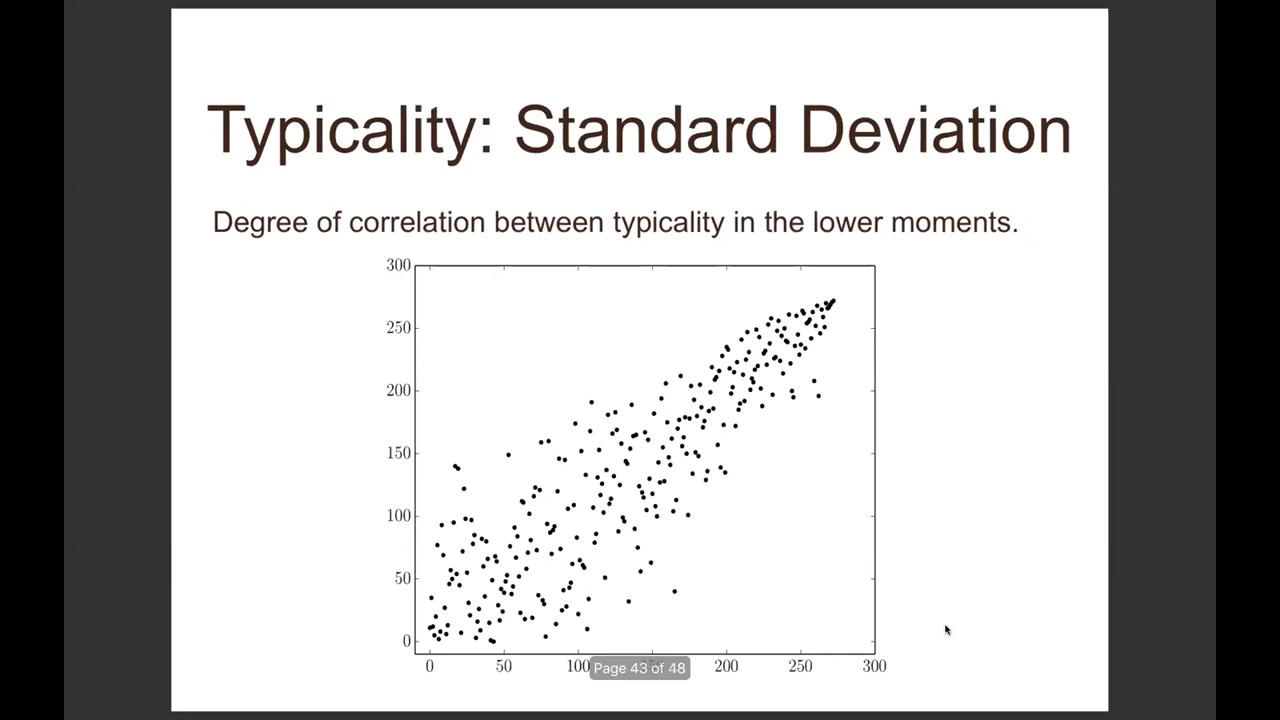 Typicality: Standard Deviation
Degree of correlation between typicality in the lower moments.
300
250
200
150
100
50
0
0 50 100 200 250 300
Page 43 of 48